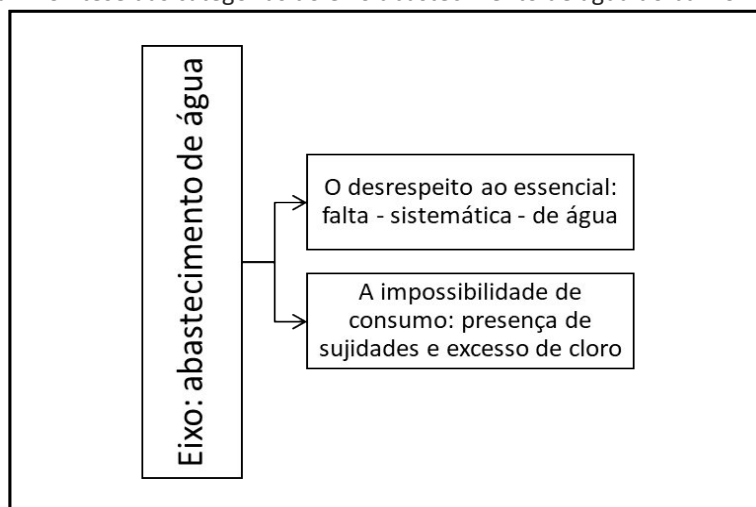 Eixo: abastecimento de água
O desrespeito ao essencial:
falta - sistemática - de água
A impossibilidade de
consumo: presença de
sujidades e excesso de cloro